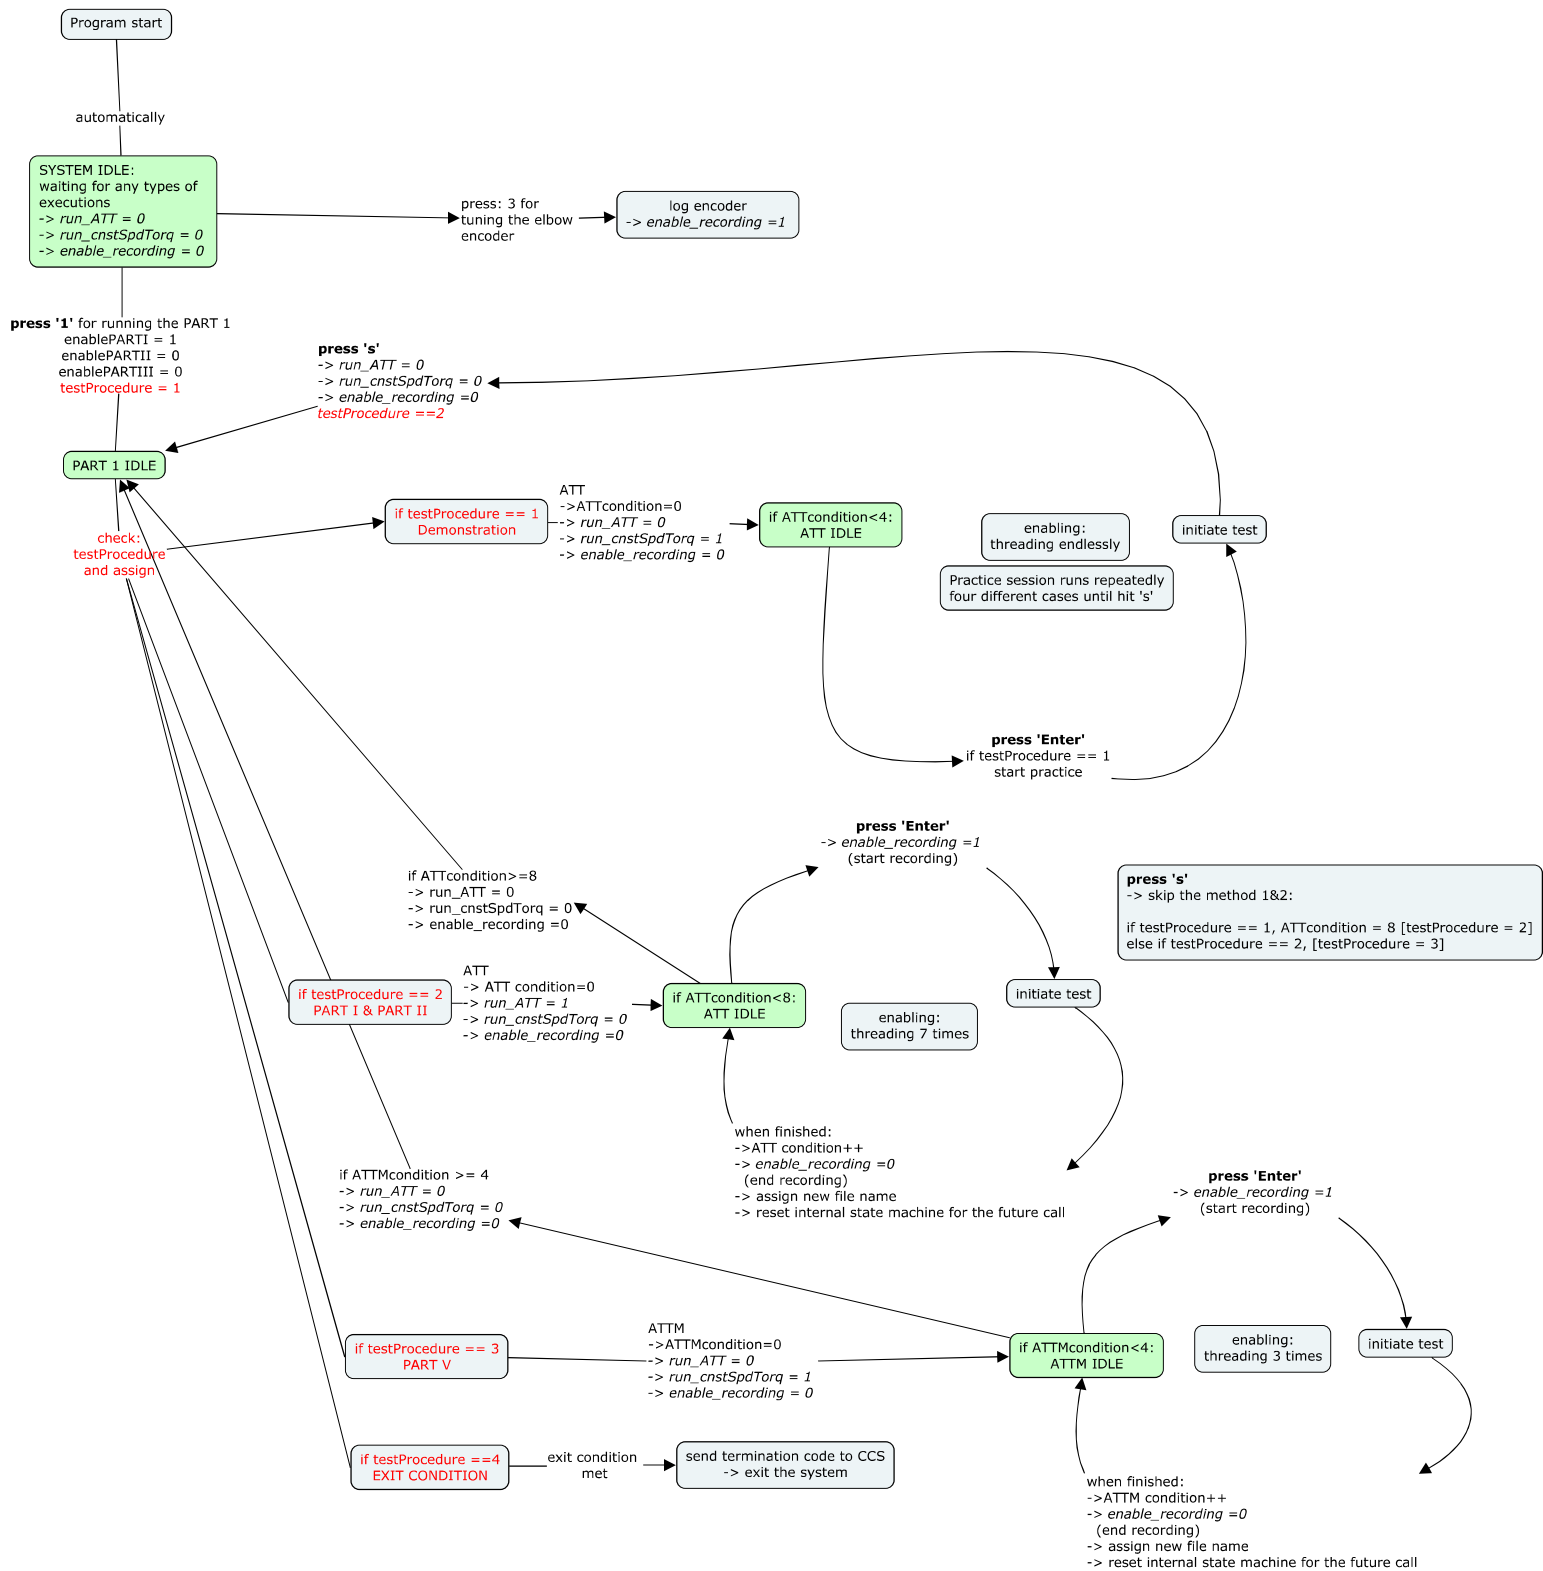 Program start
automatically
SYSTEM IDLE:
waiting for any types of
executions
-> run_ATT = 0
-> run_cnstSpdTorq = 0
-> enable_recording = 0
press: 3 for
tuning the elbow
encoder
log encoder
-> enable_recording =1
press '1' for running the PART 1
enablePARTI = 1
enablePARTII = 0
enablePARTIII = 0
testProcedure = 1
press 's'
-> run_ATT = 0
-> run_cnstSpdTorq = 0
-> enable_recording =0
testProcedure ==2
PART 1 IDLE
check:
testProcedure
and assign
if testProcedure == 1
Demonstration
ATT
->ATTcondition=0
-> run_ATT = 0
-> run_cnstSpdTorq = 1
-> enable_recording = 0
if ATTcondition<4:
ATT IDLE
enabling:
threading endlessly
Practice session runs repeatedly
four different cases until hit 's'
initiate test
press 'Enter'
if testProcedure == 1
start practice
press 'Enter'
-> enable_recording =1
(start recording)
if ATTcondition>=8
-> run_ATT = 0
-> run_cnstSpdTorq = 0
-> enable_recording =0
press 's'
-> skip the method 1&2:
if testProcedure == 1, ATTcondition = 8 [testProcedure = 2]
else if testProcedure == 2, [testProcedure = 3]
if testProcedure == 2
PART I & PART II
ATT
-> ATT condition=0
-> run_ATT = 1
-> run_cnstSpdTorq = 0
-> enable_recording =0
if ATTcondition<8:
ATT IDLE
enabling:
threading 7 times
initiate test
when finished:
->ATT condition++
-> enable_recording =0
(end recording)
-> assign new file name
-> reset internal state machine for the future call
if ATTMcondition >= 4
-> run_ATT = 0
-> run_cnstSpdTorq = 0
-> enable_recording =0
press 'Enter'
-> enable_recording =1
(start recording)
if testProcedure == 3
PART V
ATTM
->ATTMcondition=0
-> run_ATT = 0
-> run_cnstSpdTorq = 1
-> enable_recording = 0
if ATTMcondition<4:
ATTM IDLE
enabling:
threading 3 times
initiate test
if testProcedure ==4
EXIT CONDITION
exit condition
met
send termination code to CCS
-> exit the system
when finished:
->ATTM condition++
-> enable_recording =0
(end recording)
-> assign new file name
-> reset internal state machine for the future call